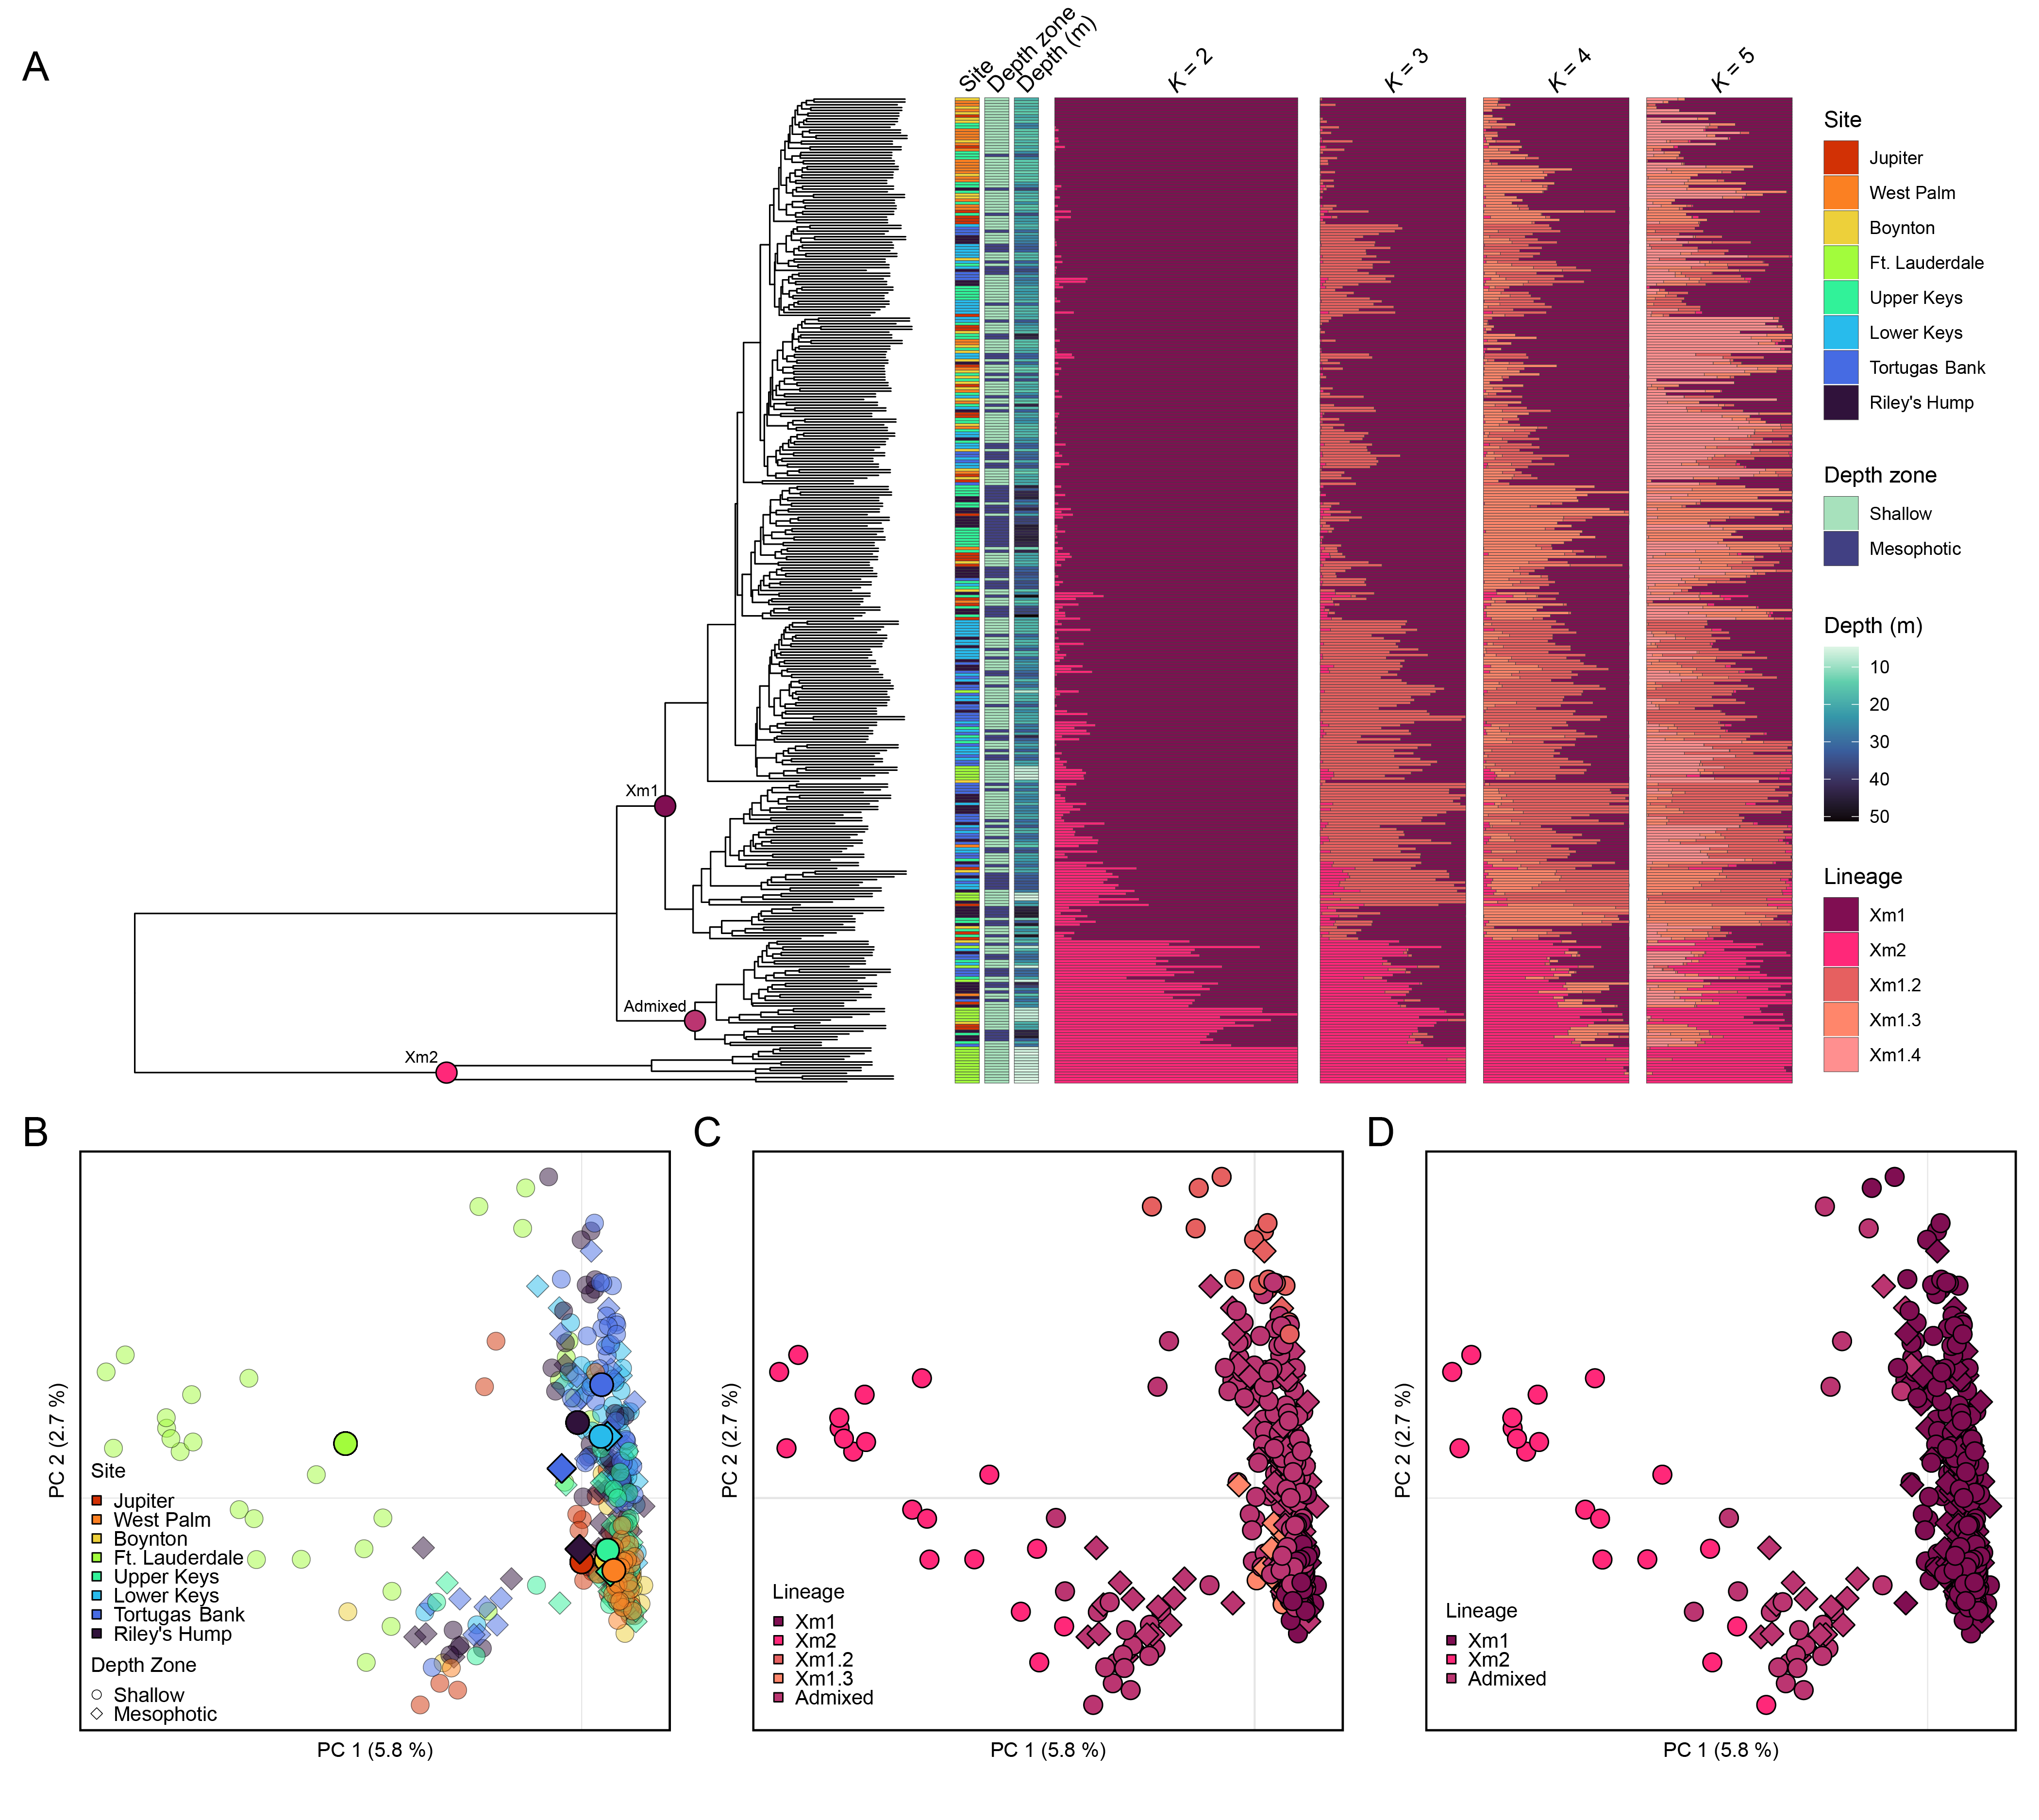 A
Site
Depth zone
Depth (m)
K = 2
K = 3
K = 4
K = 5
Site
Jupiter
West Palm
Boynton
Ft. Lauderdale
Upper Keys
Lower Keys
Tortugas Bank
Riley's Hump
Depth zone
Shallow
Mesophotic
Depth (m)
10
20
30
40
50
Lineage
Xm1
Xm2
Xm1.2
Xm1.3
Xm1.4
Xm1
Admixed
Xm2
B
PC 2 (2.7 %)
Site
Jupiter
West Palm
Boynton
Ft. Lauderdale
Upper Keys
Lower Keys
Tortugas Bank
Riley's Hump
Depth Zone
Shallow
Mesophotic
PC 1 (5.8 %)
C
PC 2 (2.7 %)
Lineage
Xm1
Xm2
Xm1.2
Xm1.3
Admixed
PC 1 (5.8 %)
D
PC 2 (2.7 %)
Lineage
Xm1
Xm2
Admixed
PC 1 (5.8 %)